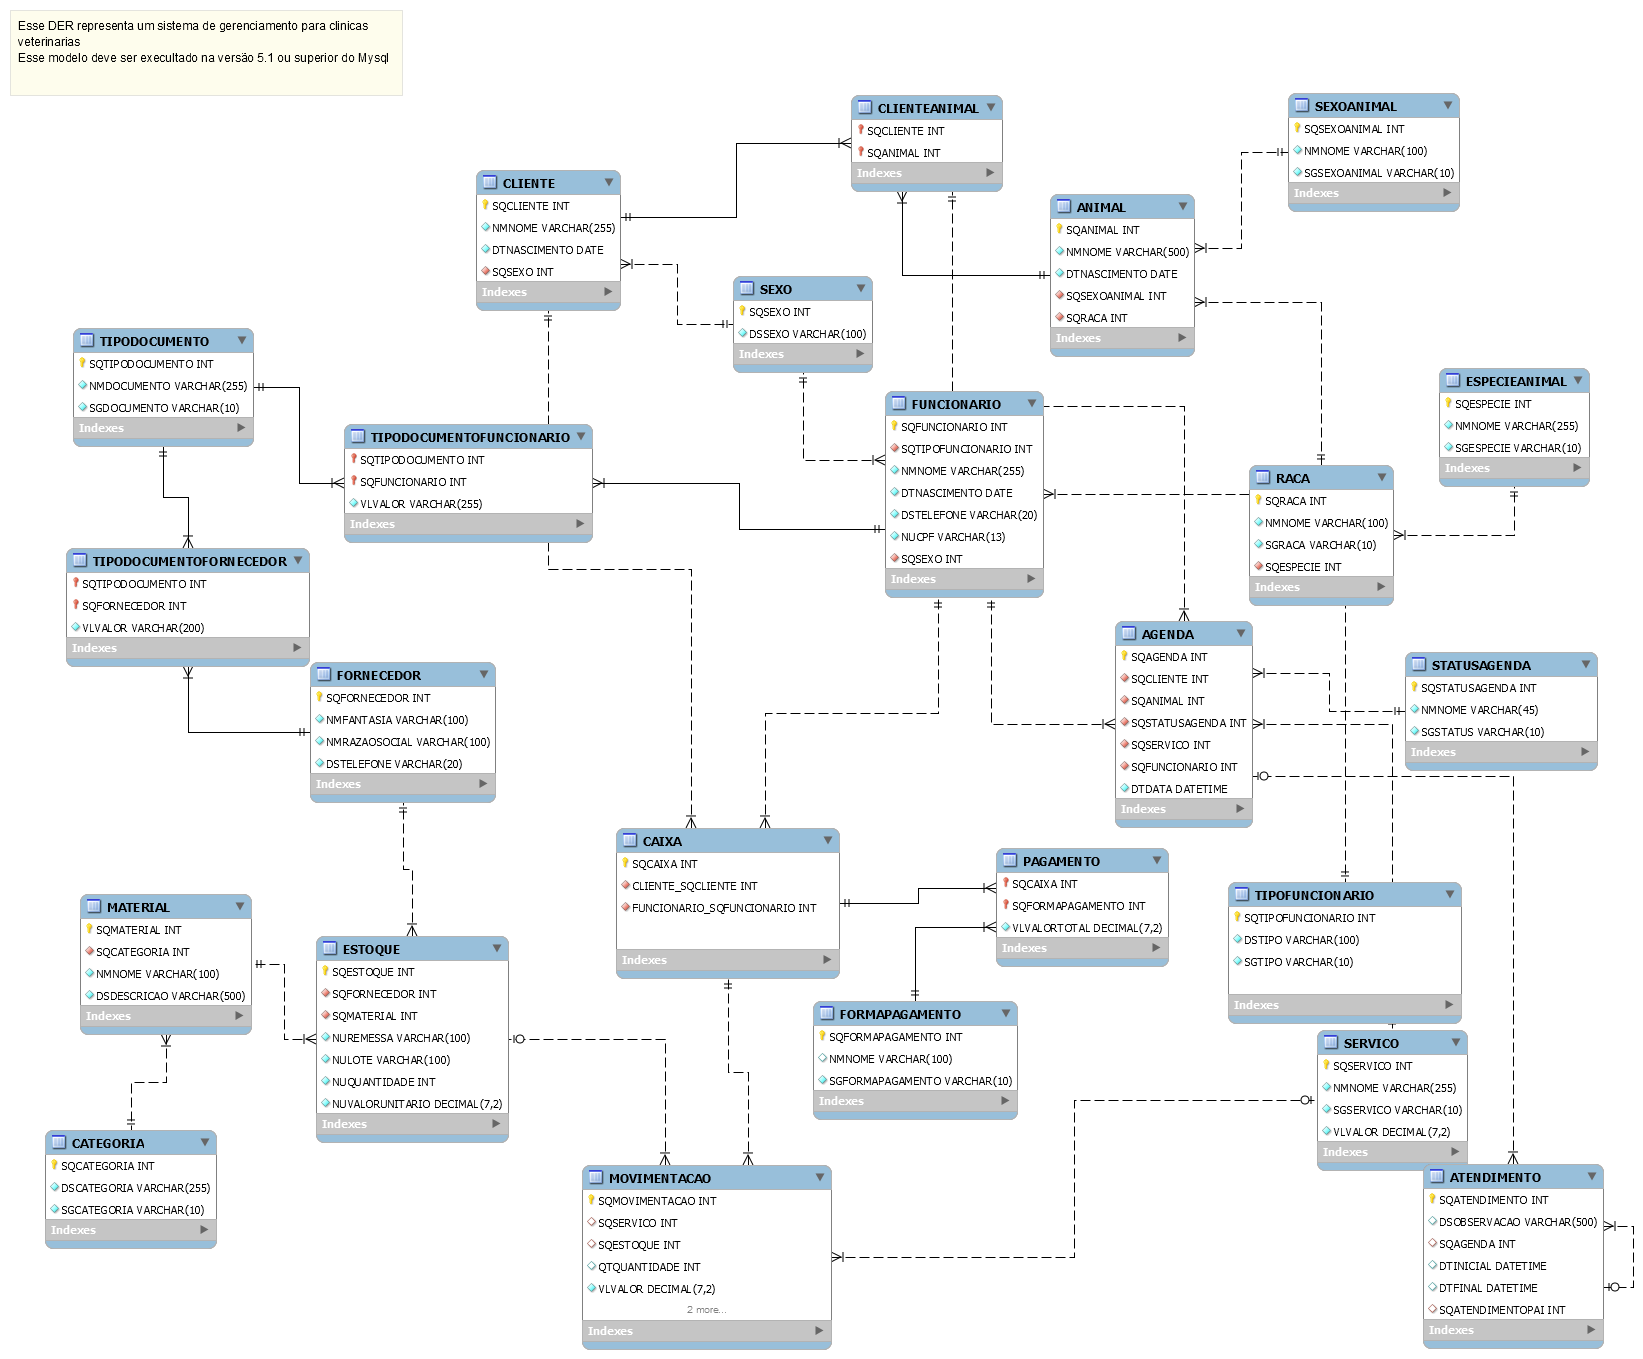 Esse DER representa um sistema de gerenciamento para clinicas
veterinarias
Esse modelo deve ser execultado na versão 5.1 ou superior do Mysql
CLIENTEANIMAL
SQCLIENTE INT
SQANIMAL INT
Indexes
SEXOANIMAL
SQSEXOANIMAL INT
NMNOME VARCHAR(100)
SGSEXOANIMAL VARCHAR(10)
Indexes
CLIENTE
SQCLIENTE INT
NMNOME VARCHAR(255)
DTNASCIMENTO DATE
SQSEXO INT
Indexes
ANIMAL
SQANIMAL INT
NMNOME VARCHAR(500)
DTNASCIMENTO DATE
SQSEXOANIMAL INT
SQRACA INT
Indexes
SEXO
SQSEXO INT
DSSEXO VARCHAR(100)
Indexes
TIPODOCUMENTO
SQTIPODOCUMENTO INT
NMDOCUMENTO VARCHAR(255)
SGDOCUMENTO VARCHAR(10)
Indexes
ESPECIEANIMAL
SQESPECIE INT
NMNOME VARCHAR(255)
SGESPECIE VARCHAR(10)
Indexes
FUNCIONARIO
SQFUNCIONARIO INT
SQTIPOFUNCIONARIO INT
NMNOME VARCHAR(255)
DTNASCIMENTO DATE
DSTELEFONE VARCHAR(20)
NUCPF VARCHAR(13)
SQSEXO INT
Indexes
TIPODOCUMENTOFUNCIONARIO
SQTIPODOCUMENTO INT
SQFUNCIONARIO INT
VLVALOR VARCHAR(255)
Indexes
RACA
SQRACA INT
NMNOME VARCHAR(100)
SGRACA VARCHAR(10)
SQESPECIE INT
Indexes
TIPODOCUMENTOFORNECEDOR
SQTIPODOCUMENTO INT
SQFORNECEDOR INT
VLVALOR VARCHAR(200)
Indexes
AGENDA
SQAGENDA INT
SQCLIENTE INT
SQANIMAL INT
SQSTATUSAGENDA INT
SQSERVICO INT
SQFUNCIONARIO INT
DTDATA DATETIME
Indexes
STATUSAGENDA
SQSTATUSAGENDA INT
NMNOME VARCHAR(45)
SGSTATUS VARCHAR(10)
Indexes
FORNECEDOR
SQFORNECEDOR INT
NMFANTASIA VARCHAR(100)
NMRAZAOSOCIAL VARCHAR(100)
DSTELEFONE VARCHAR(20)
Indexes
CAIXA
SQCAIXA INT
CLIENTE_SQCLIENTE INT
FUNCIONARIO_SQFUNCIONARIO INT
Indexes
PAGAMENTO
SQCAIXA INT
SQFORMAPAGAMENTO INT
VLVALORTOTAL DECIMAL(7,2)
Indexes
TIPOFUNCIONARIO
SQTIPOFUNCIONARIO INT
DSTIPO VARCHAR(100)
SGTIPO VARCHAR(10)
Indexes
MATERIAL
SQMATERIAL INT
SQCATEGORIA INT
NMNOME VARCHAR(100)
DSDESCRICAO VARCHAR(500)
Indexes
ESTOQUE
SQESTOQUE INT
SQFORNECEDOR INT
SQMATERIAL INT
NUREMESSA VARCHAR(100)
NULOTE VARCHAR(100)
NUQUANTIDADE INT
NUVALORUNITARIO DECIMAL(7,2)
Indexes
FORMAPAGAMENTO
SQFORMAPAGAMENTO INT
NMNOME VARCHAR(100)
SGFORMAPAGAMENTO VARCHAR(10)
Indexes
SERVICO
SQSERVICO INT
NMNOME VARCHAR(255)
SGSERVICO VARCHAR(10)
VLVALOR DECIMAL(7,2)
Indexes
CATEGORIA
SQCATEGORIA INT
DSCATEGORIA VARCHAR(255)
SGCATEGORIA VARCHAR(10)
Indexes
MOVIMENTACAO
SQMOVIMENTACAO INT
SQSERVICO INT
SQESTOQUE INT
QTQUANTIDADE INT
VLVALOR DECIMAL(7,2)
2 more...
Indexes
ATENDIMENTO
SQATENDIMENTO INT
DSOBSERVACAO VARCHAR(500)
SQAGENDA INT
DTINICIAL DATETIME
DTFINAL DATETIME
SQATENDIMENTOPAI INT
Indexes